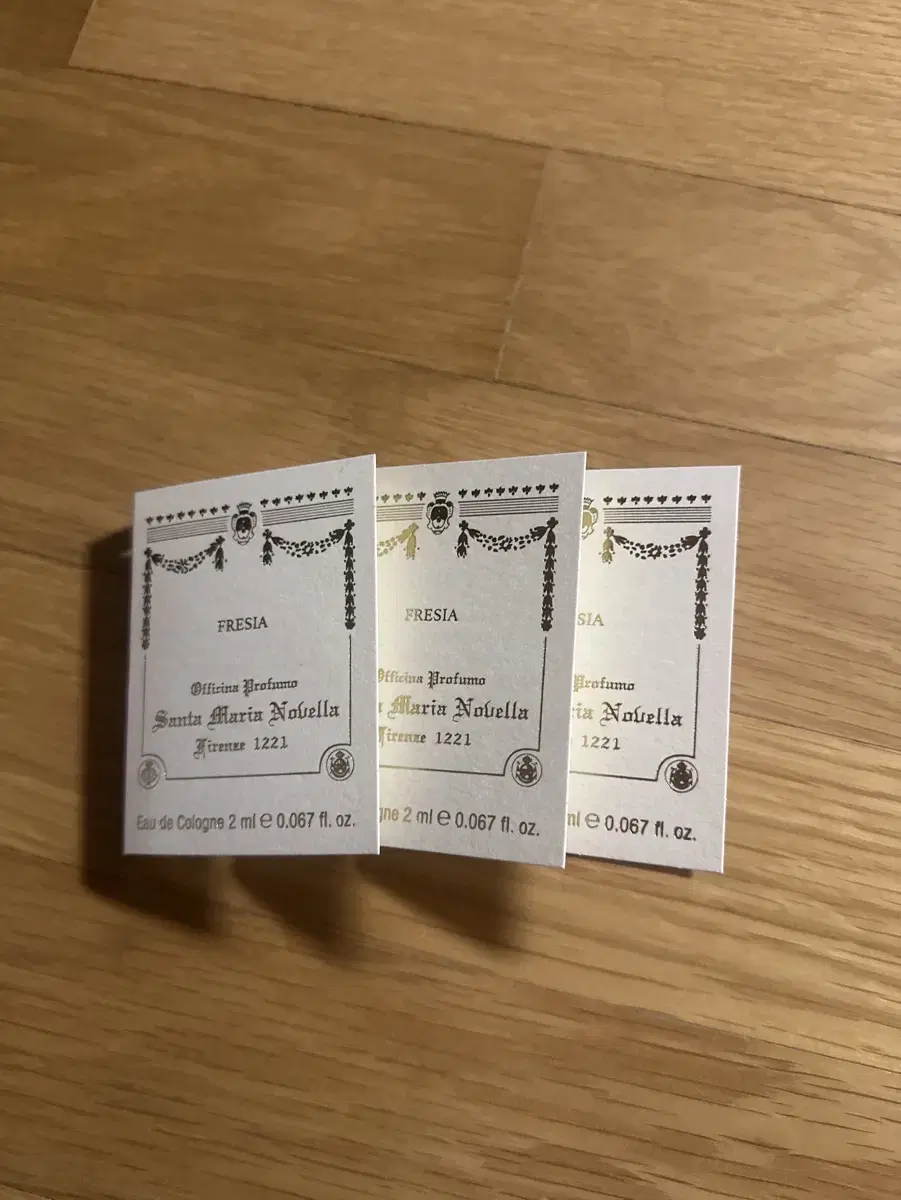 FRESIA
Officina Profumo
Santa Maria Novella
Firenze 1221
Eau de Cologne 2 ml ℮ 0.067 fl. oz.
FRESIA
Officina Profumo
a Maria Novella
Firenze 1221
gne 2 ml ℮ 0.067 fl. oz.
SIA
Profumo
ria Novella
1221
ml ℮ 0.067 fl. oz.